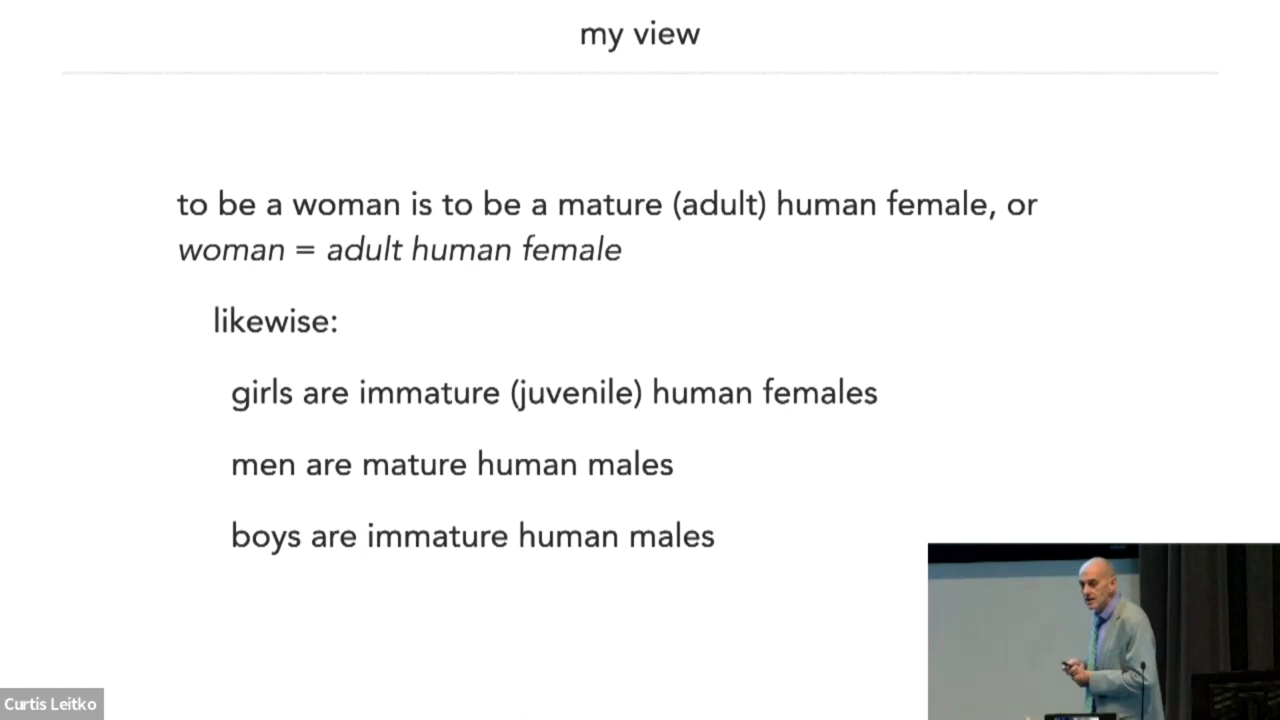 my view
to be a woman is to be a mature (adult) human female, or
woman = adult human female
likewise:
girls are immature (juvenile) human females
men are mature human males
boys are immature human males
Curtis Leitko